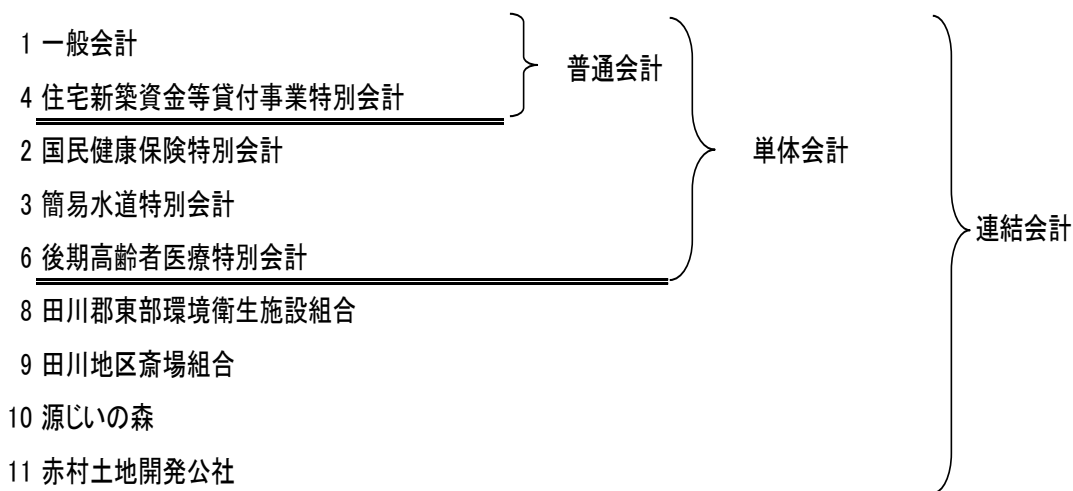 1 一般会計
普通会計
4 住宅新築資金等貸付事業特別会計
2 国民健康保険特別会計
単体会計
3 簡易水道特別会計
連結会計
6 後期高齢者医療特別会計
8 田川郡東部環境衛生施設組合
9 田川地区斎場組合
10 源じいの森
11 赤村土地開発公社